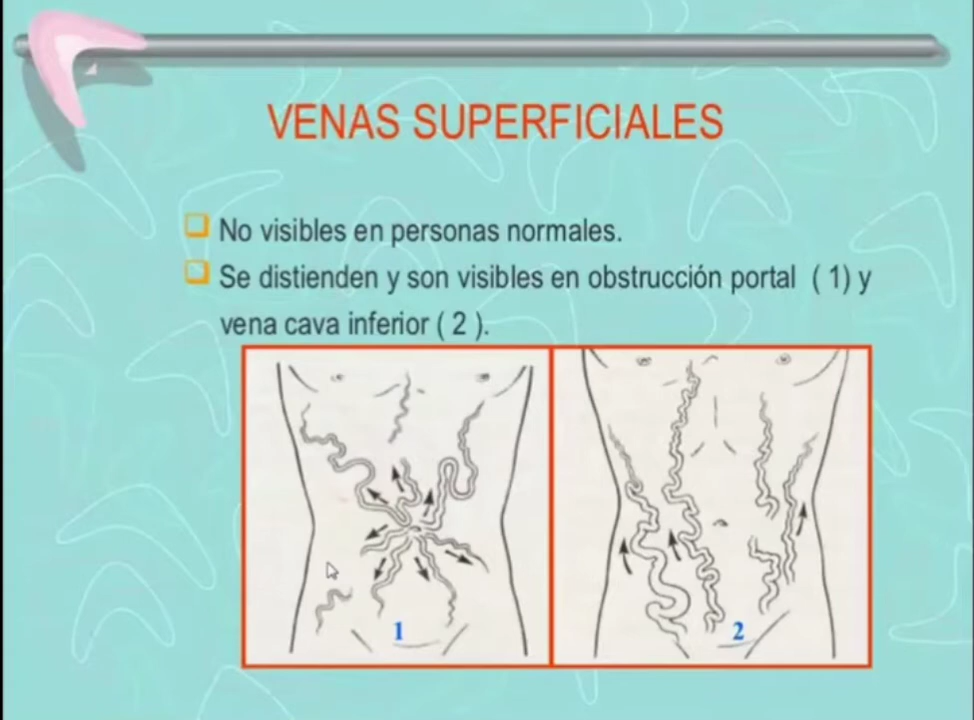 VENAS SUPERFICIALES
No visibles en personas normales.
Se distienden y son visibles en obstrucción portal ( 1) y
vena cava inferior ( 2 ).
1 2